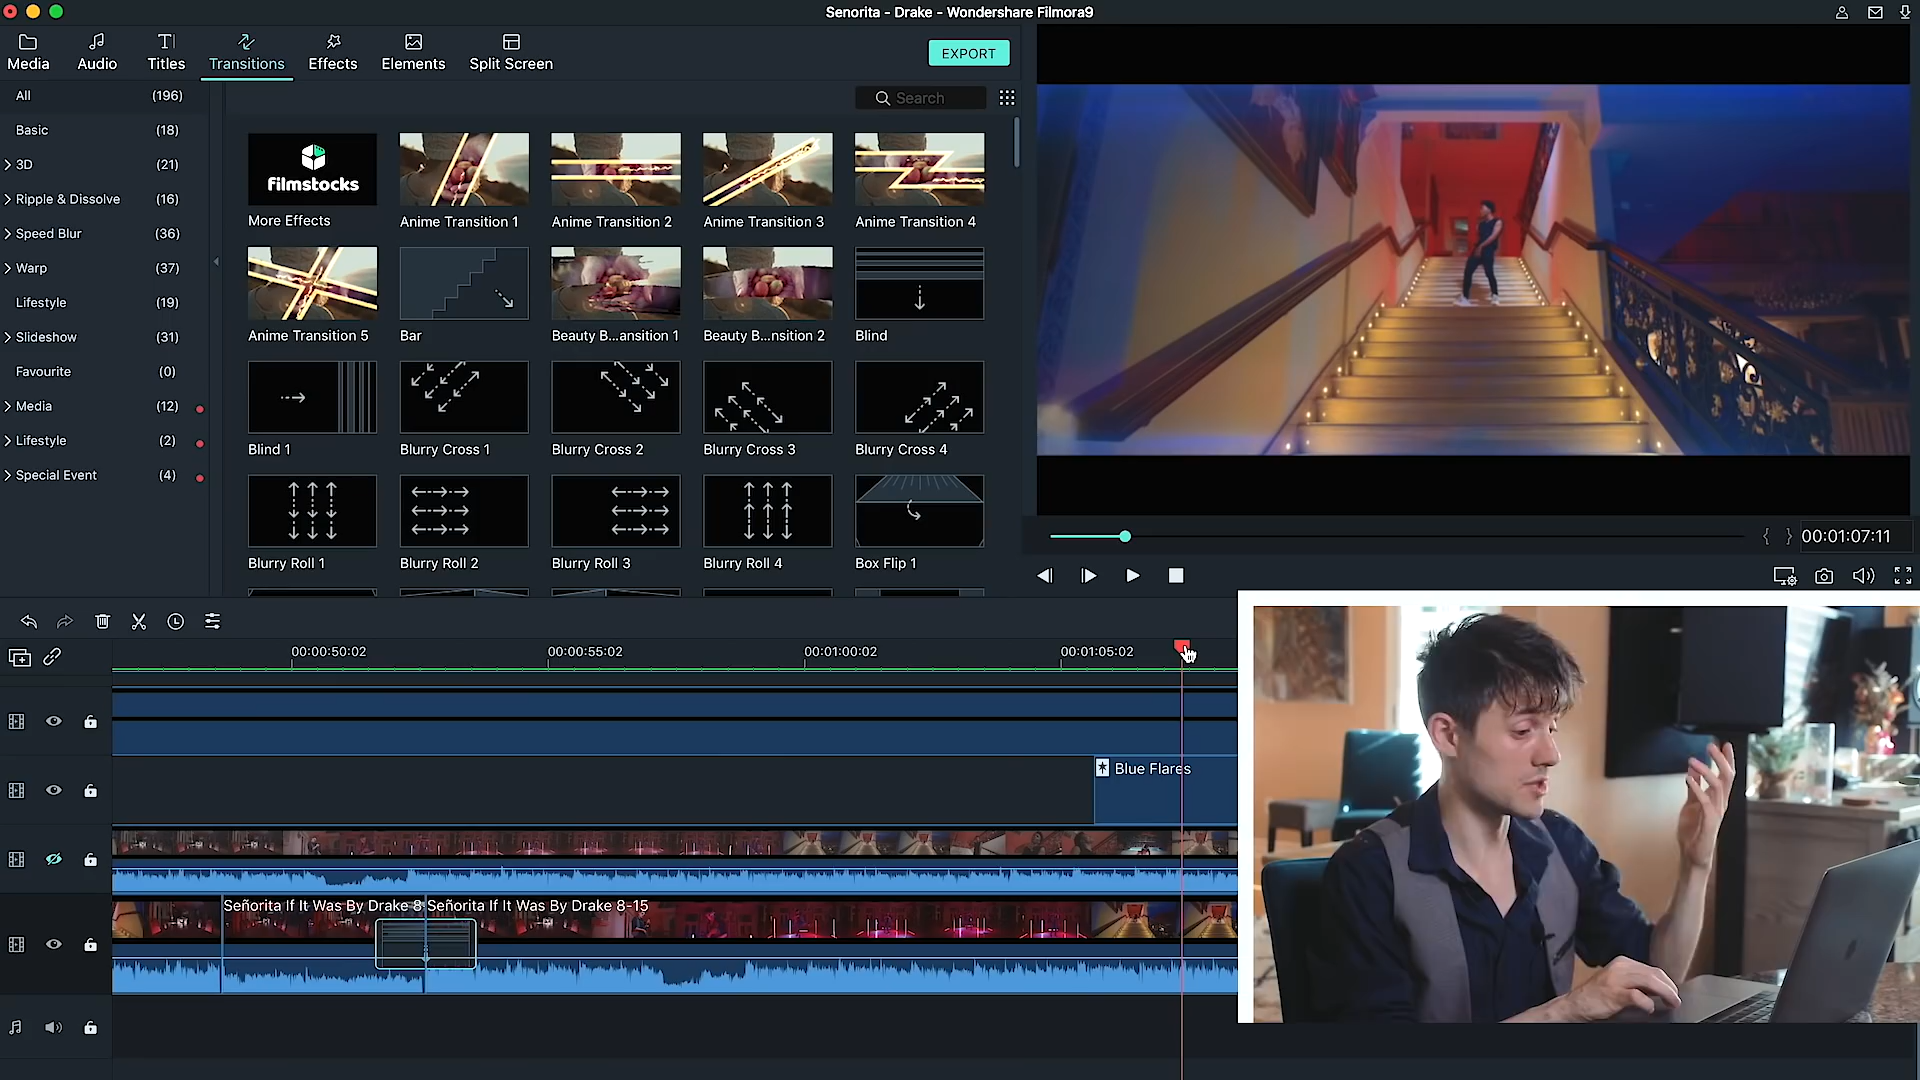 Senorita - Drake - Wondershare Filmora9
Media
Audio
Titles
Transitions
Effects
Elements
Split Screen
EXPORT
All (196)
Basic (18)
3D (21)
Ripple & Dissolve (16)
Speed Blur (36)
Warp (37)
Lifestyle (19)
Slideshow (31)
Favourite (0)
Media (12)
Lifestyle (2)
Special Event (4)
Search
filmstocks
More Effects
Anime Transition 1
Anime Transition 2
Anime Transition 3
Anime Transition 4
Anime Transition 5
Bar
Beauty B...ansition 1
Beauty B...nsition 2
Blind
Blind 1
Blurry Cross 1
Blurry Cross 2
Blurry Cross 3
Blurry Cross 4
Blurry Roll 1
Blurry Roll 2
Blurry Roll 3
Blurry Roll 4
Box Flip 1
{ } 00:01:07:11
00:00:50:02
00:00:55:02
00:01:00:02
00:01:05:02
Blue Flares
Señorita If It Was By Drake 8
Señorita If It Was By Drake 8-15